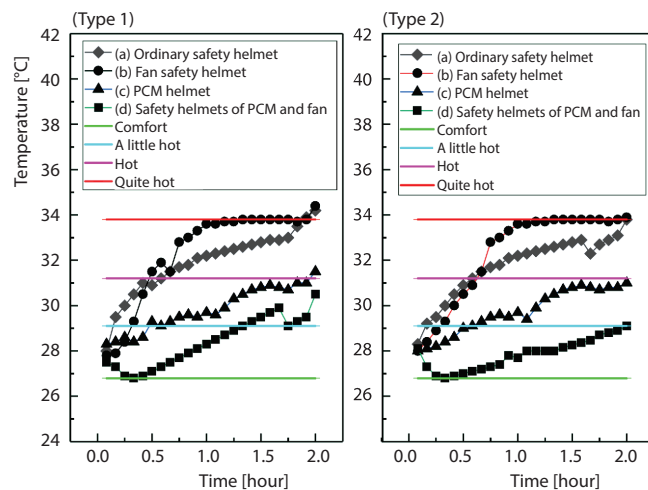 (Type 1)
Temperature [°C]
42
40
38
36
34
32
30
28
26
24
(a) Ordinary safety helmet
(b) Fan safety helmet
(c) PCM helmet
(d) Safety helmets of PCM and fan
Comfort
A little hot
Hot
Quite hot
0.0 0.5 1.0 1.5 2.0
Time [hour]
(Type 2)
42
40
38
36
34
32
30
28
26
(a) Ordinary safety helmet
(b) Fan safety helmet
(c) PCM helmet
(d) Safety helmets of PCM and fan
Comfort
A little hot
Hot
Quite hot
0.0 0.5 1.0 1.5 2.0
Time [hour]